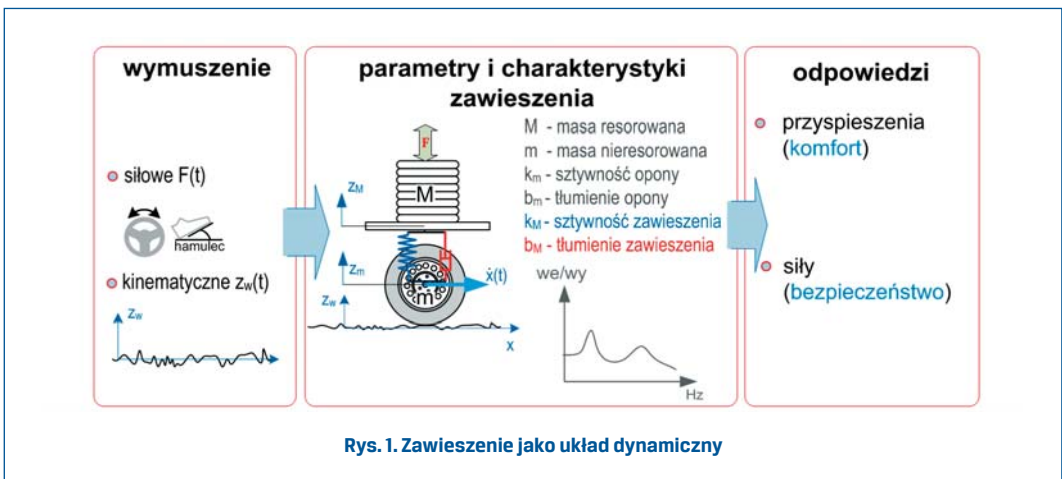 wymuszenie
siłowe F(t)
hamulec
kinematyczne zw(t)
zw
parametry i charakterystyki
zawieszenia
F
M
zM
zm
m
ẋ(t)
zw
x
M - masa resorowana
m - masa nieresorowana
km - sztywność opony
bm - tłumienie opony
kM - sztywność zawieszenia
bM - tłumienie zawieszenia
we/wy
Hz
odpowiedzi
przyspieszenia
(komfort)
siły
(bezpieczeństwo)
Rys. 1. Zawieszenie jako układ dynamiczny